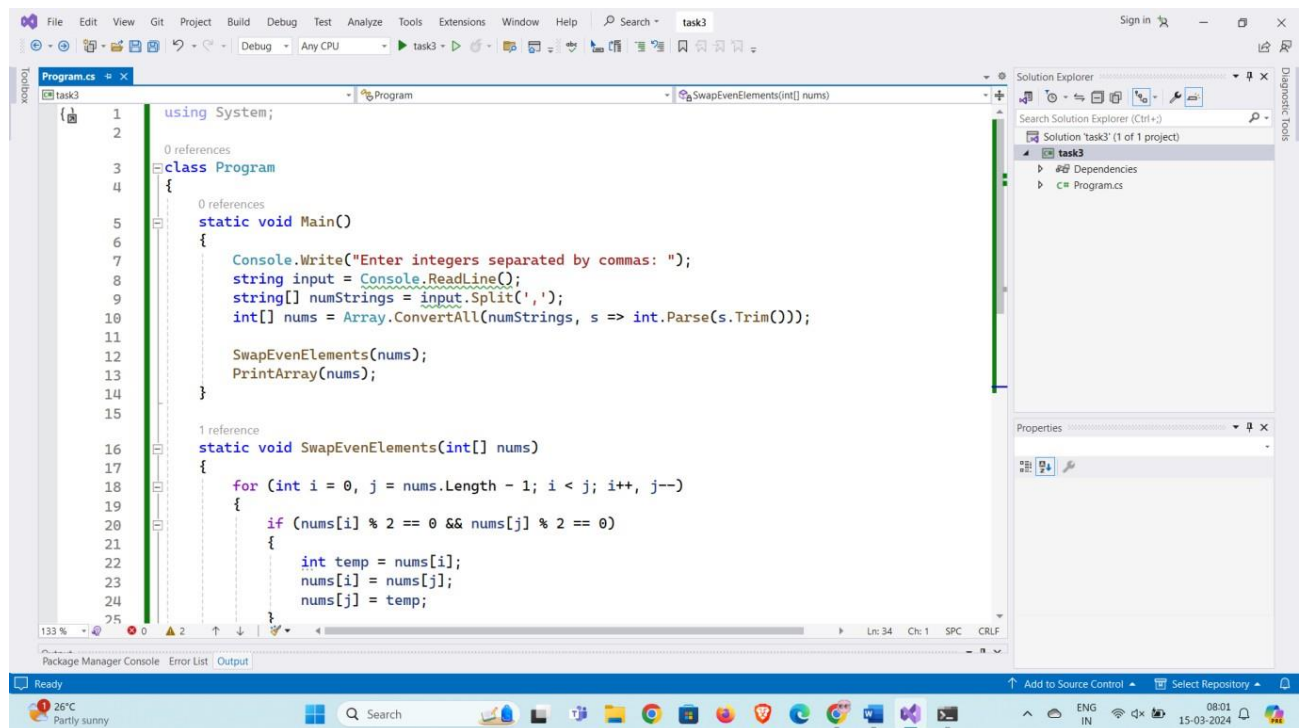 File Edit View Git Project Build Debug Test Analyze Tools Extensions Window Help Search task3 Sign in
Debug Any CPU task3
Toolbox
Program.cs
task3 Program SwapEvenElements(int[] nums)
1 using System;
2
0 references
3 class Program
4 {
0 references
5 static void Main()
6 {
7 Console.Write("Enter integers separated by commas: ");
8 string input = Console.ReadLine();
9 string[] numStrings = input.Split(',');
10 int[] nums = Array.ConvertAll(numStrings, s => int.Parse(s.Trim()));
11
12 SwapEvenElements(nums);
13 PrintArray(nums);
14 }
15
1 reference
16 static void SwapEvenElements(int[] nums)
17 {
18 for (int i = 0, j = nums.Length - 1; i < j; i++, j--)
19 {
20 if (nums[i] % 2 == 0 && nums[j] % 2 == 0)
21 {
22 int temp = nums[i];
23 nums[i] = nums[j];
24 nums[j] = temp;
25 }
133 % 0 2 Ln: 34 Ch: 1 SPC CRLF
Solution Explorer
Search Solution Explorer (Ctrl+;)
Solution 'task3' (1 of 1 project)
task3
Dependencies
C# Program.cs
Properties
Diagnostic Tools
Package Manager Console Error List Output
Ready Add to Source Control Select Repository
26°C
Partly sunny
Search
ENG
IN
08:01
15-03-2024